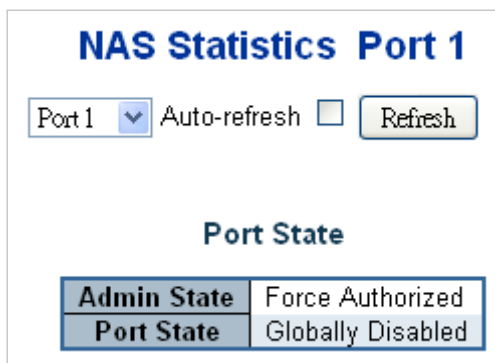 NAS Statistics Port 1
Port 1 Auto-refresh Refresh
Port State
Admin State Force Authorized
Port State Globally Disabled